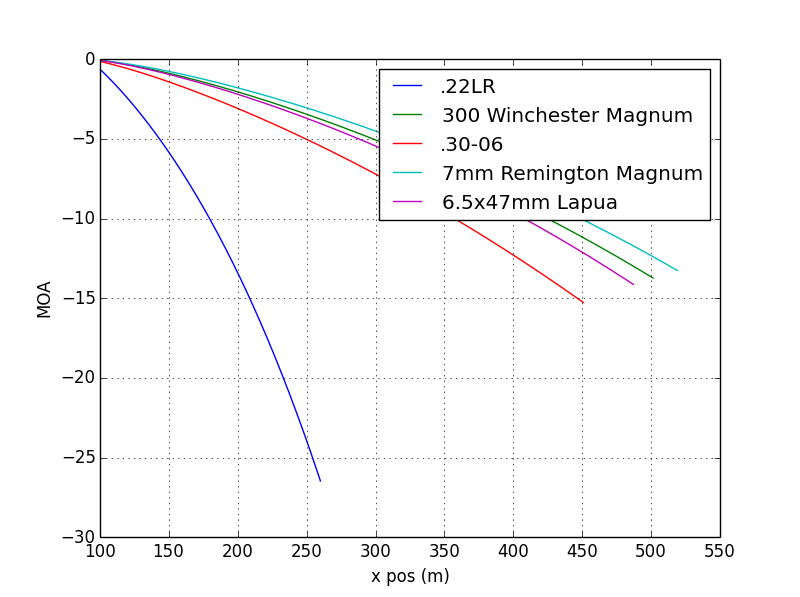 0
−5
−10
−15
−20
−25
−30
MOA
.22LR
300 Winchester Magnum
.30-06
7mm Remington Magnum
6.5x47mm Lapua
100 150 200 250 300 350 400 450 500 550
x pos (m)